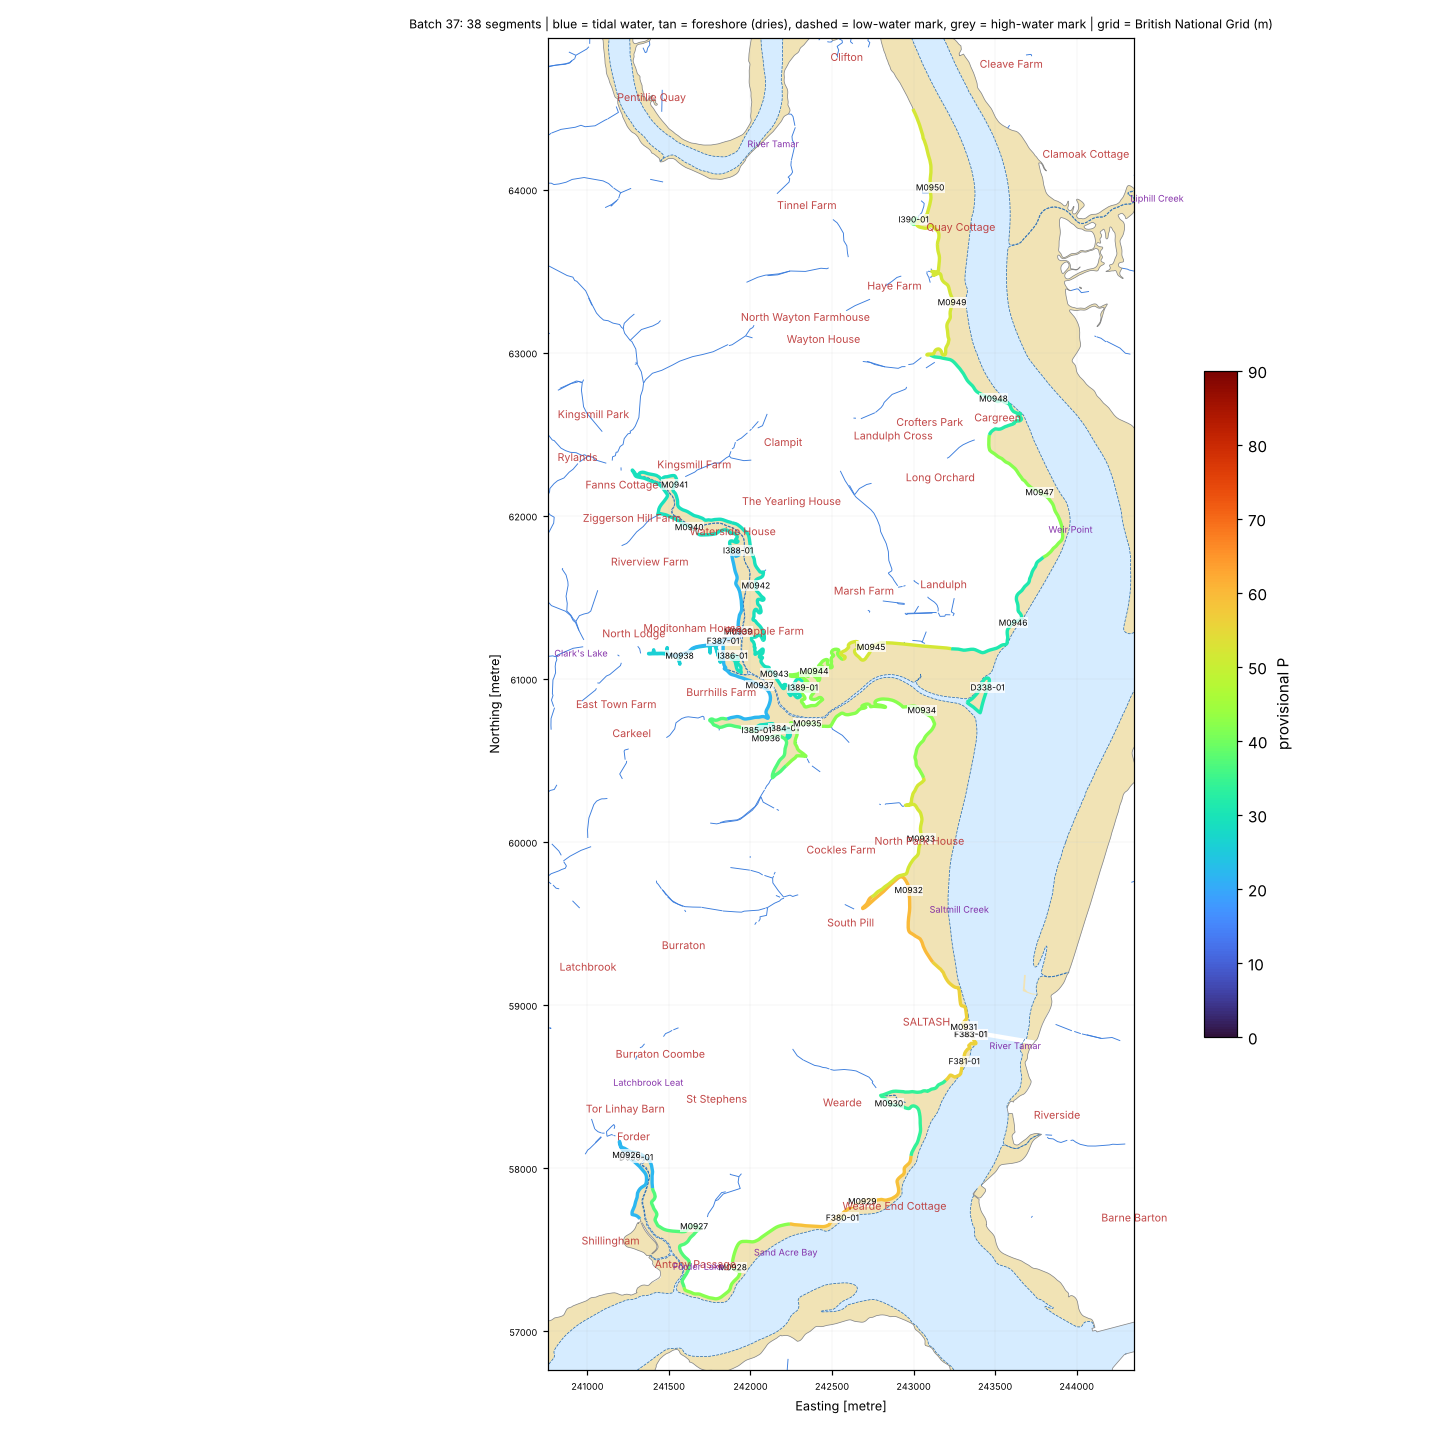 Batch 37: 38 segments | blue = tidal water, tan = foreshore (dries), dashed = low-water mark, grey = high-water mark | grid = British National Grid (m)
Clifton
Cleave Farm
Pentillie Quay
River Tamar
Clamoak Cottage
64000
M0950
Tinnel Farm
I390-01
Quay Cottage
Haye Farm
M0949
North Wayton Farmhouse
Wayton House
63000
M0948
Kingsmill Park
Cargreen
Crofters Park
Landulph Cross
Clampit
Rylands
Kingsmill Farm
Long Orchard
Fanns Cottage
M0941
M0947
The Yearling House
62000
Ziggerson Hill Farm
M0940
Waterside House
Weir Point
I388-01
Riverview Farm
M0942
Landulph
Marsh Farm
M0946
Moditonham House
North Lodge
M0939
F387-01
Clark's Lake
M0938
I386-01
M0945
61000
M0943
M0944
M0937
I389-01
D338-01
Burrhills Farm
East Town Farm
M0934
Carkeel
I385-01
M0935
M0936
60000
North Park House
M0933
Cockles Farm
M0932
Saltmill Creek
South Pill
Burraton
Latchbrook
59000
SALTASH
M0931
F383-01
River Tamar
Burraton Coombe
F381-01
Latchbrook Leat
St Stephens
Wearde
M0930
Tor Linhay Barn
Riverside
Forder
M0926
58000
M0929
Wearde End Cottage
F380-01
Barne Barton
M0927
Shillingham
Sand Acre Bay
Antony Passage
M0928
57000
241000
241500
242000
242500
243000
243500
244000
Easting [metre]
Northing [metre]
90
80
70
60
50
40
30
20
10
0
provisional P